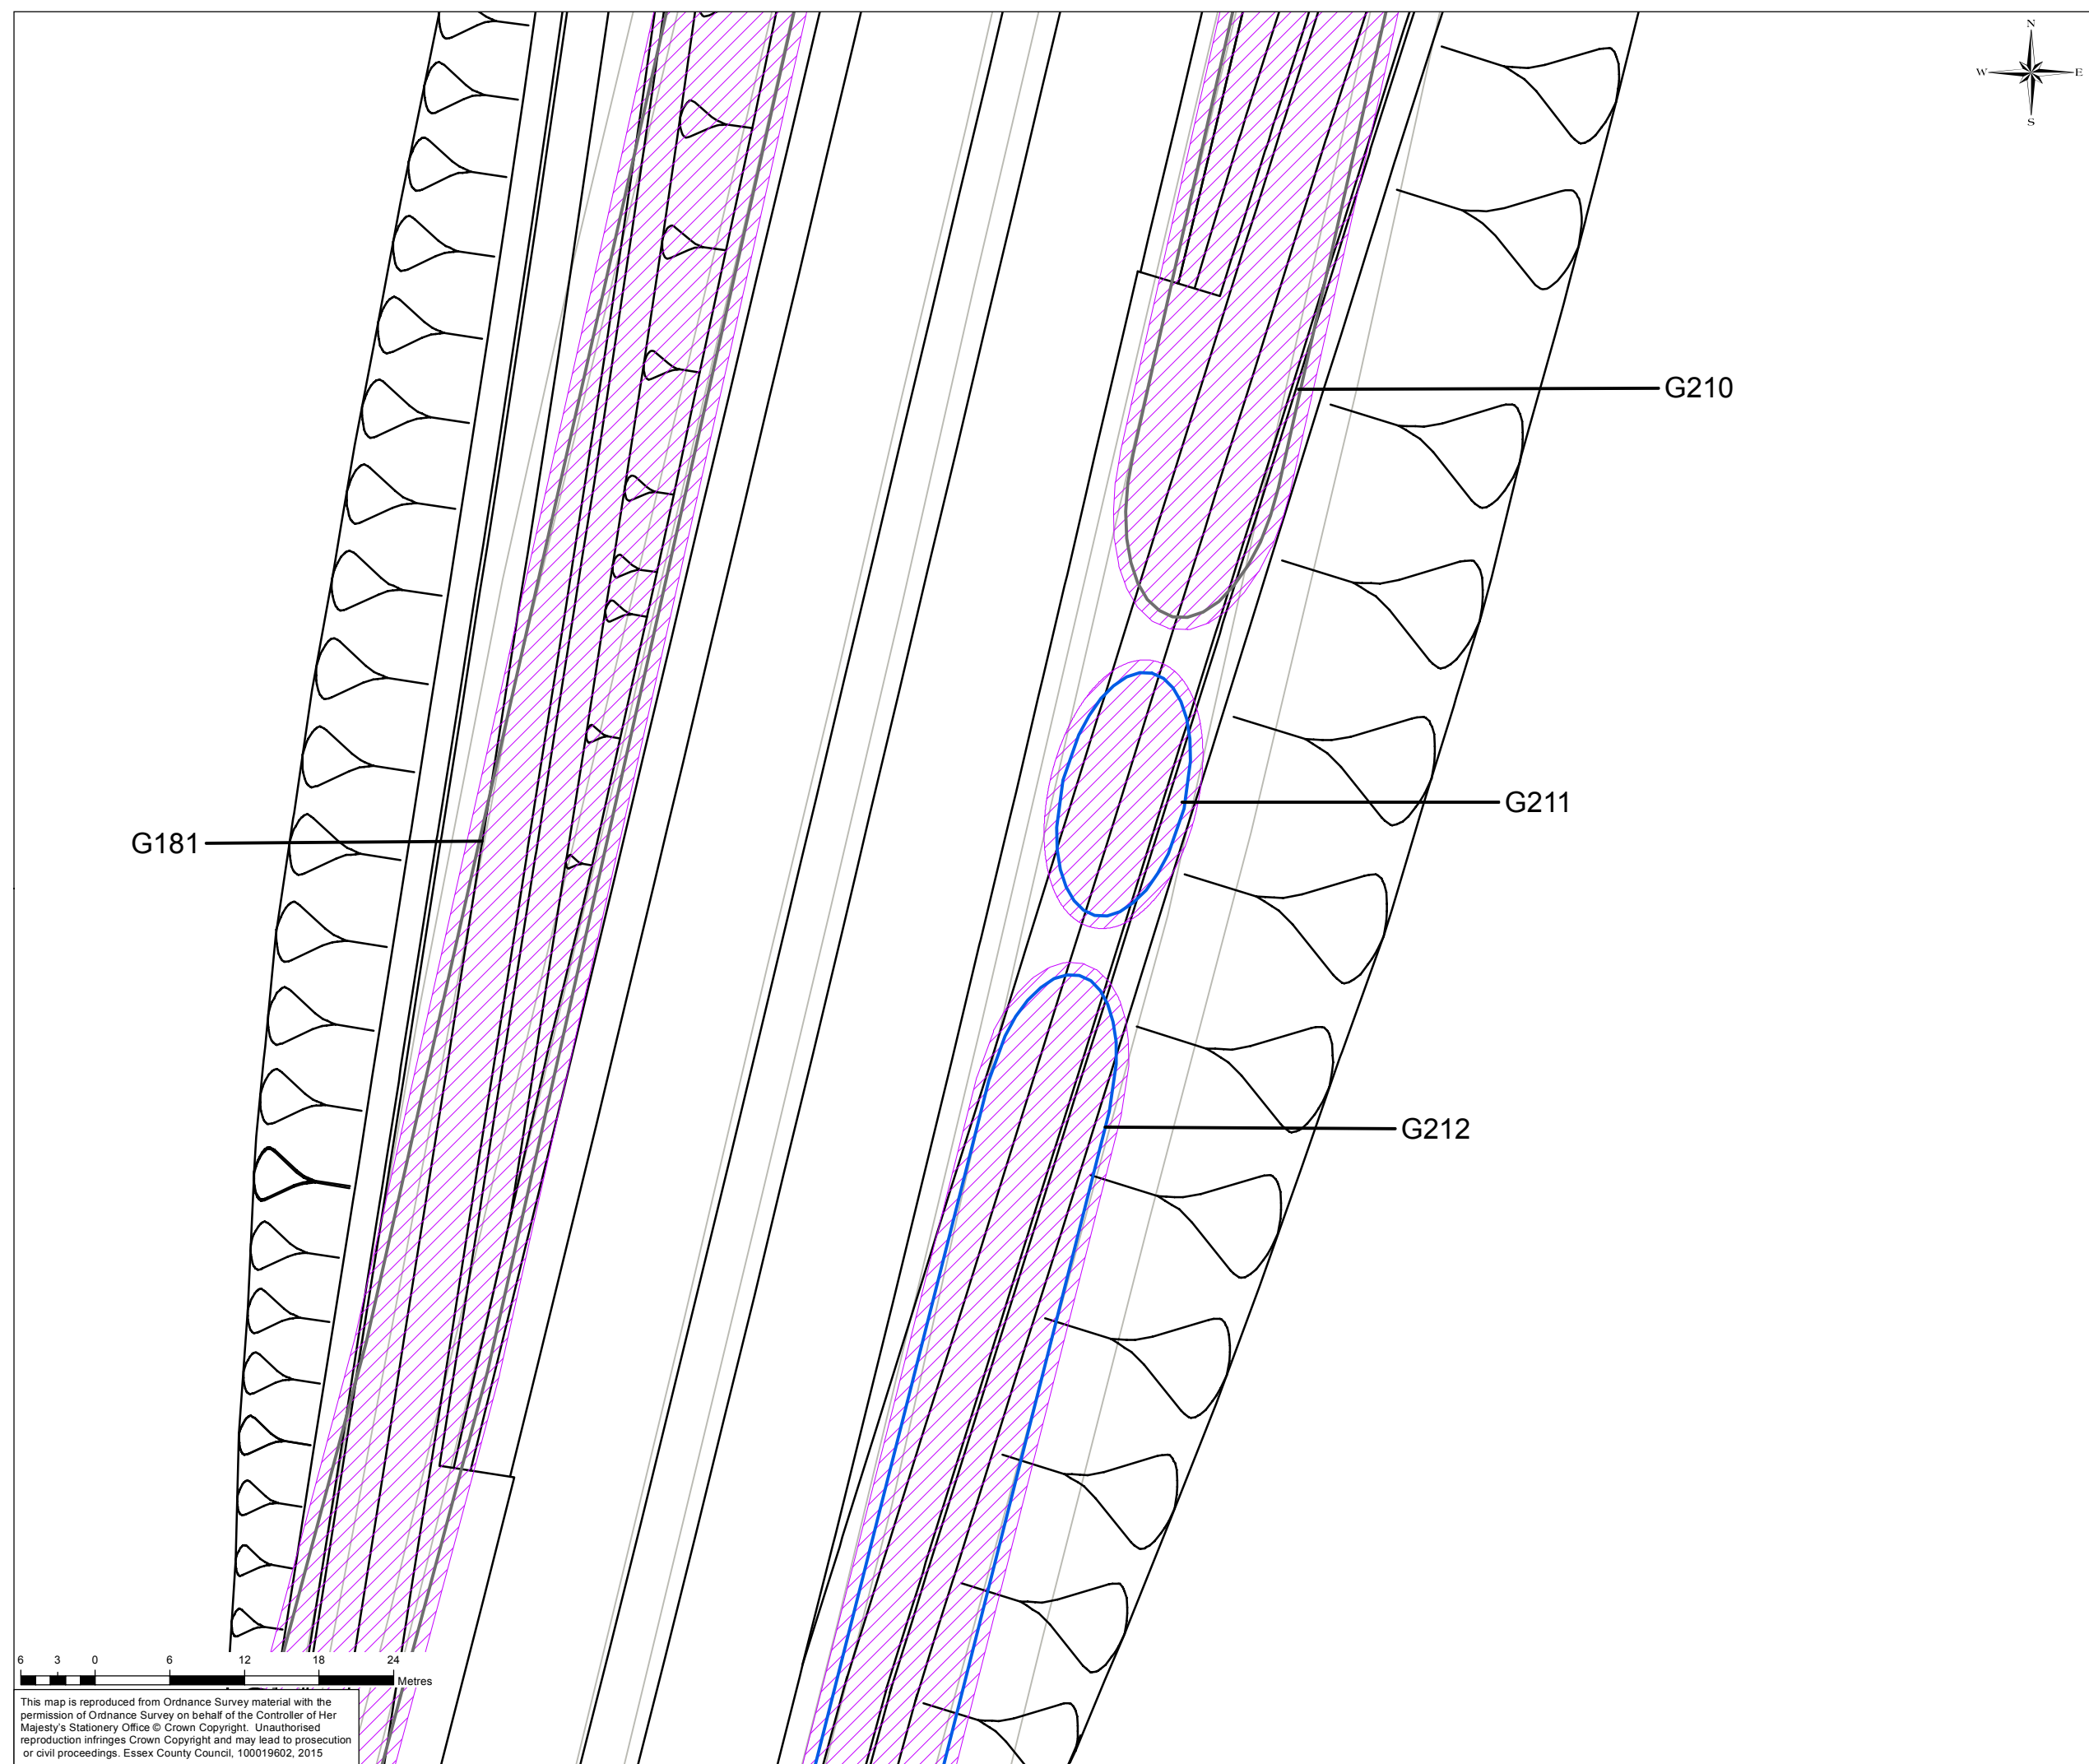 N
W E
S
G210
G211
G181
G212
6 3 0 6 12 18 24
Metres
This map is reproduced from Ordnance Survey material with the
permission of Ordnance Survey on behalf of the Controller of Her
Majesty's Stationery Office © Crown Copyright. Unauthorised
reproduction infringes Crown Copyright and may lead to prosecution
or civil proceedings. Essex County Council, 100019602, 2015